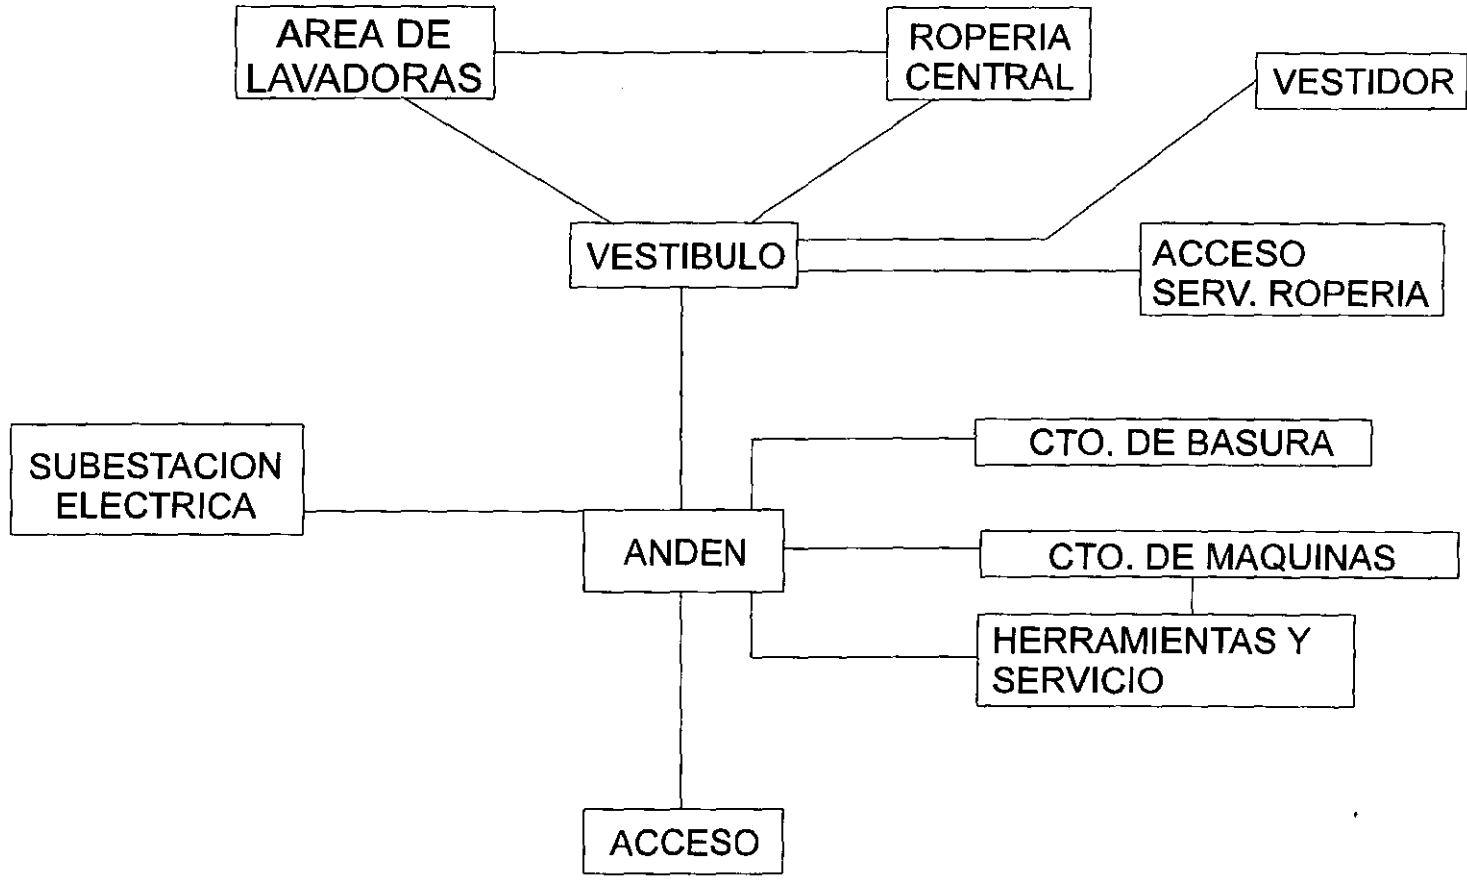 AREA DE
LAVADORAS
ROPERIA
CENTRAL
VESTIDOR
VESTIBULO
ACCESO
SERV. ROPERIA
SUBESTACION
ELECTRICA
CTO. DE BASURA
ANDEN
CTO. DE MAQUINAS
HERRAMIENTAS Y
SERVICIO
ACCESO